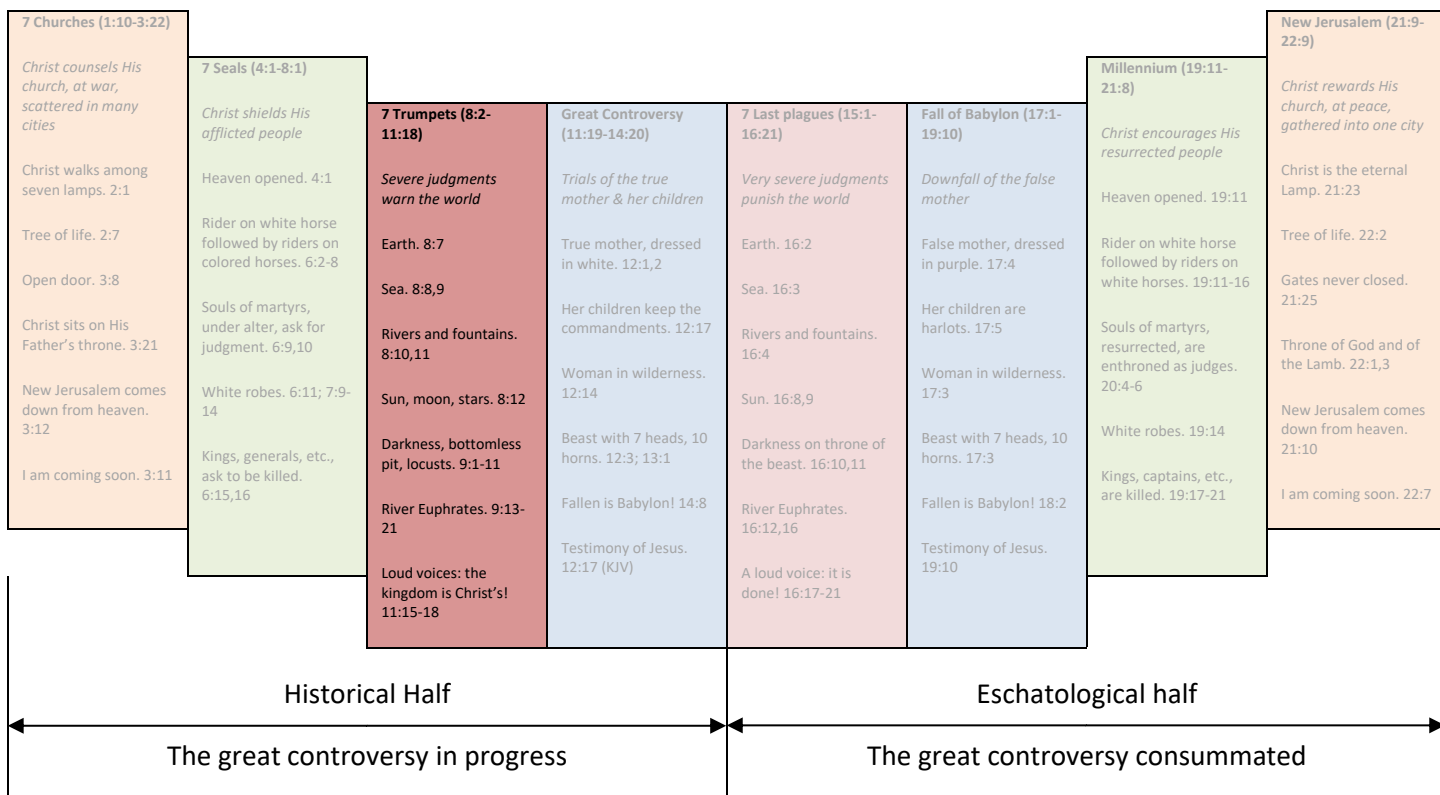 7 Churches (1:10-3:22)
Christ counsels His
church, at war,
scattered in many
cities
Christ walks among
seven lamps. 2:1
Tree of life. 2:7
Open door. 3:8
Christ sits on His
Father’s throne. 3:21
New Jerusalem comes
down from heaven.
3:12
I am coming soon. 3:11
7 Seals (4:1-8:1)
Christ shields His
afflicted people
Heaven opened. 4:1
Rider on white horse
followed by riders on
colored horses. 6:2-8
Souls of martyrs,
under alter, ask for
judgment. 6:9,10
White robes. 6:11; 7:9-
14
Kings, generals, etc.,
ask to be killed.
6:15,16
7 Trumpets (8:2-
11:18)
Severe judgments
warn the world
Earth. 8:7
Sea. 8:8,9
Rivers and fountains.
8:10,11
Sun, moon, stars. 8:12
Darkness, bottomless
pit, locusts. 9:1-11
River Euphrates. 9:13-
21
Loud voices: the
kingdom is Christ’s!
11:15-18
Great Controversy
(11:19-14:20)
Trials of the true
mother & her children
True mother, dressed
in white. 12:1,2
Her children keep the
commandments. 12:17
Woman in wilderness.
12:14
Beast with 7 heads, 10
horns. 12:3; 13:1
Fallen is Babylon! 14:8
Testimony of Jesus.
12:17 (KJV)
7 Last plagues (15:1-
16:21)
Very severe judgments
punish the world
Earth. 16:2
Sea. 16:3
Rivers and fountains.
16:4
Sun. 16:8,9
Darkness on throne of
the beast. 16:10,11
River Euphrates.
16:12,16
A loud voice: it is
done! 16:17-21
Fall of Babylon (17:1-
19:10)
Downfall of the false
mother
False mother, dressed
in purple. 17:4
Her children are
harlots. 17:5
Woman in wilderness.
17:3
Beast with 7 heads, 10
horns. 17:3
Fallen is Babylon! 18:2
Testimony of Jesus.
19:10
Millennium (19:11-
21:8)
Christ encourages His
resurrected people
Heaven opened. 19:11
Rider on white horse
followed by riders on
white horses. 19:11-16
Souls of martyrs,
resurrected, are
enthroned as judges.
20:4-6
White robes. 19:14
Kings, captains, etc.,
are killed. 19:17-21
New Jerusalem (21:9-
22:9)
Christ rewards His
church, at peace,
gathered into one city
Christ is the eternal
Lamp. 21:23
Tree of life. 22:2
Gates never closed.
21:25
Throne of God and of
the Lamb. 22:1,3
New Jerusalem comes
down from heaven.
21:10
I am coming soon. 22:7
Historical Half
The great controversy in progress
Eschatological half
The great controversy consummated